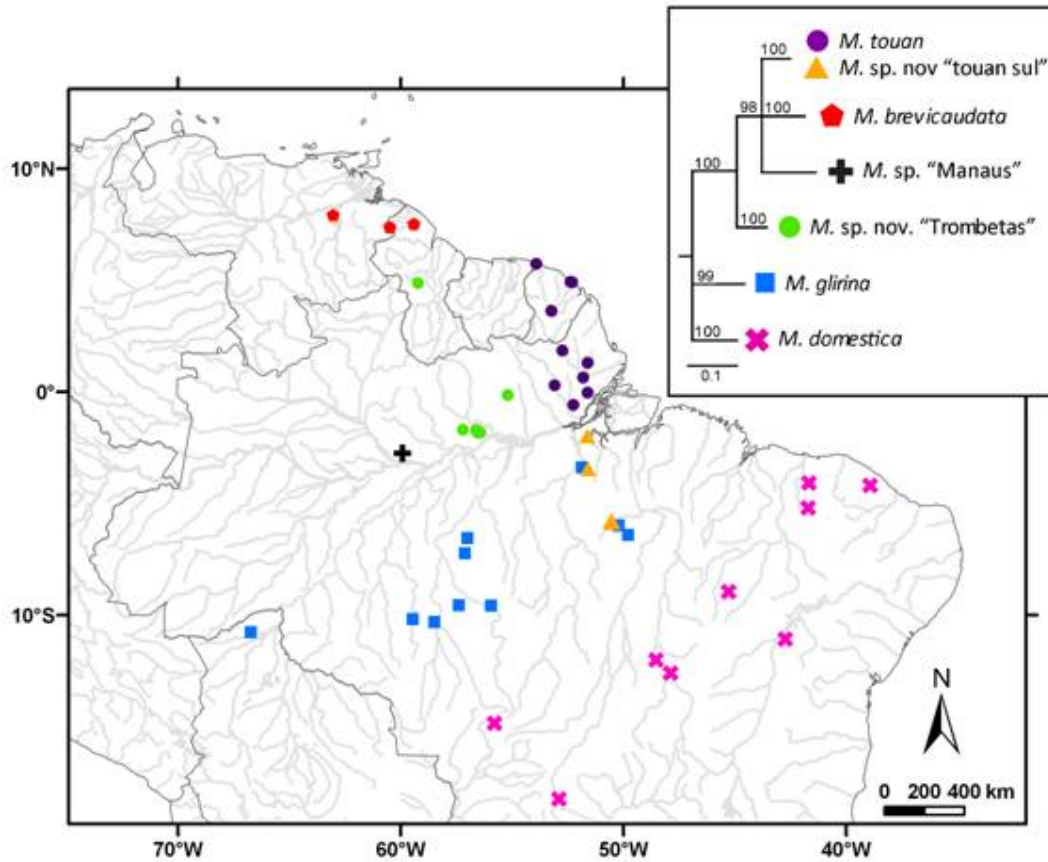 100
M. touan
M. sp. nov "touan sul"
98 100
M. brevicaudata
100
M. sp. "Manaus"
100
M. sp. nov. "Trombetas"
99
M. glirina
100
M. domestica
0.1
10°N
0°
10°S
N
0 200 400 km
70°W 60°W 50°W 40°W